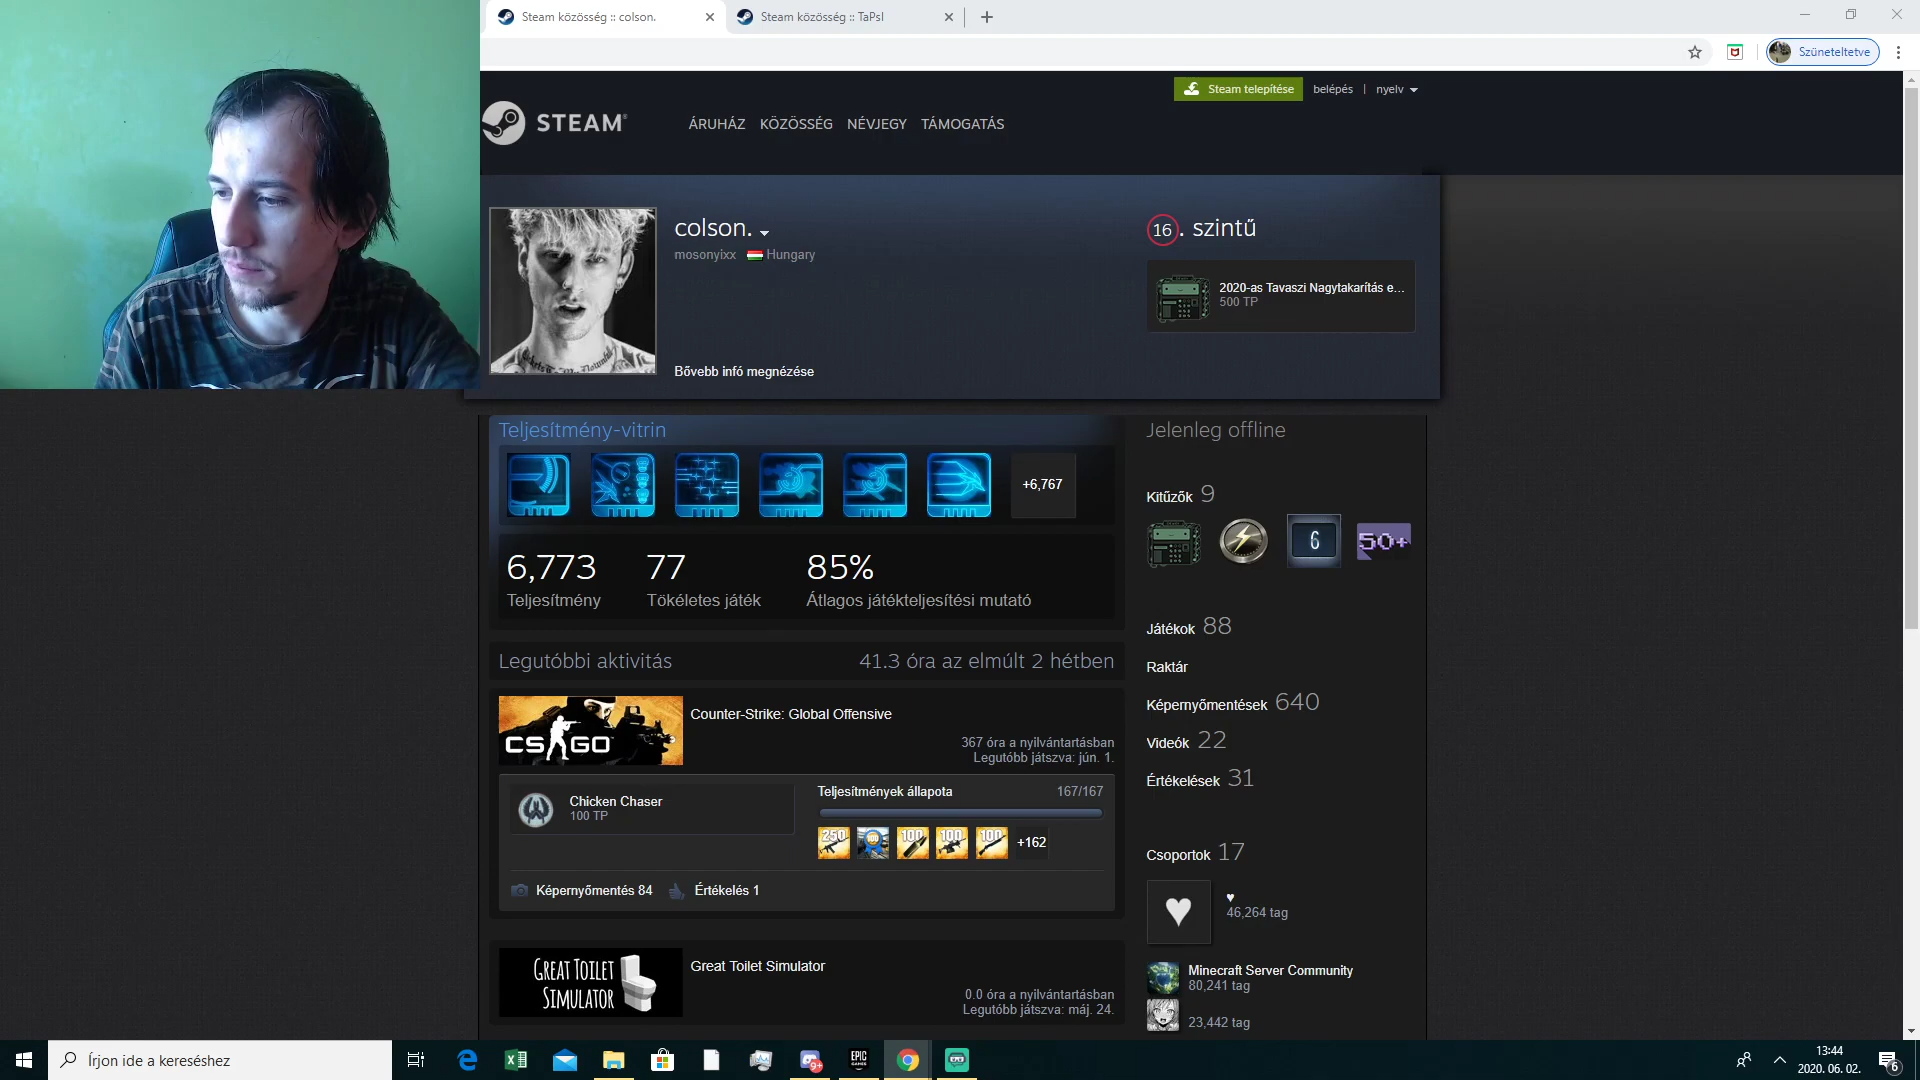 Steam közösség :: colson.
Steam közösség :: TaPsI
Szüneteltetve
Steam telepítése
belépés | nyelv
STEAM
ÁRUHÁZ KÖZÖSSÉG NÉVJEGY TÁMOGATÁS
colson.
mosonyixx Hungary
Bővebb infó megnézése
16. szintű
2020-as Tavaszi Nagytakarítás e...
500 TP
Teljesítmény-vitrin
+6,767
6,773 77 85%
Teljesítmény Tökéletes játék Átlagos játékteljesítési mutató
Jelenleg offline
Kitűzők 9
6 50+
Játékok 88
Raktár
Képernyőmentések 640
Videók 22
Értékelések 31
Csoportok 17
♥
46,264 tag
Minecraft Server Community
80,241 tag
23,442 tag
Legutóbbi aktivitás 41.3 óra az elmúlt 2 hétben
CS GO
Counter-Strike: Global Offensive
367 óra a nyilvántartásban
Legutóbb játszva: jún. 1.
Chicken Chaser
100 TP
Teljesítmények állapota 167/167
250 100 100 100 100 +162
Képernyőmentés 84 Értékelés 1
GREAT TOILET
SIMULATOR
Great Toilet Simulator
0.0 óra a nyilvántartásban
Legutóbb játszva: máj. 24.
Írjon ide a kereséshez
9+
EPIC
GAMES
13:44
2020. 06. 02.
6